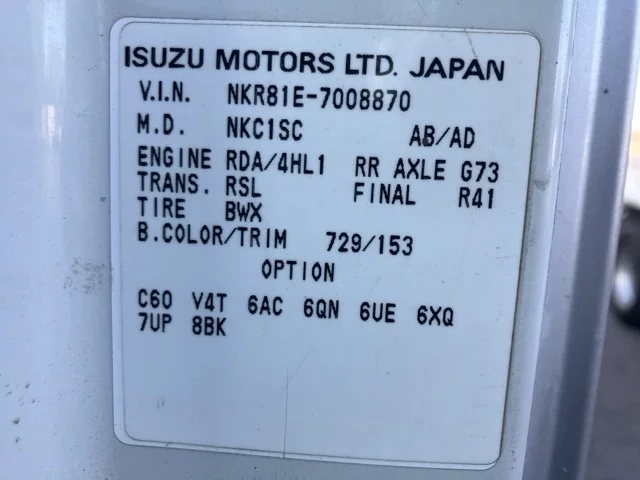 ISUZU MOTORS LTD. JAPAN
V.I.N. NKR81E-7008870
M.D. NKC1SC AB/AD
ENGINE RDA/4HL1 RR AXLE G73
TRANS. RSL FINAL R41
TIRE BWX
B.COLOR/TRIM 729/153
OPTION
C60 V4T 6AC 6QN 6UE 6XQ
7UP 8BK